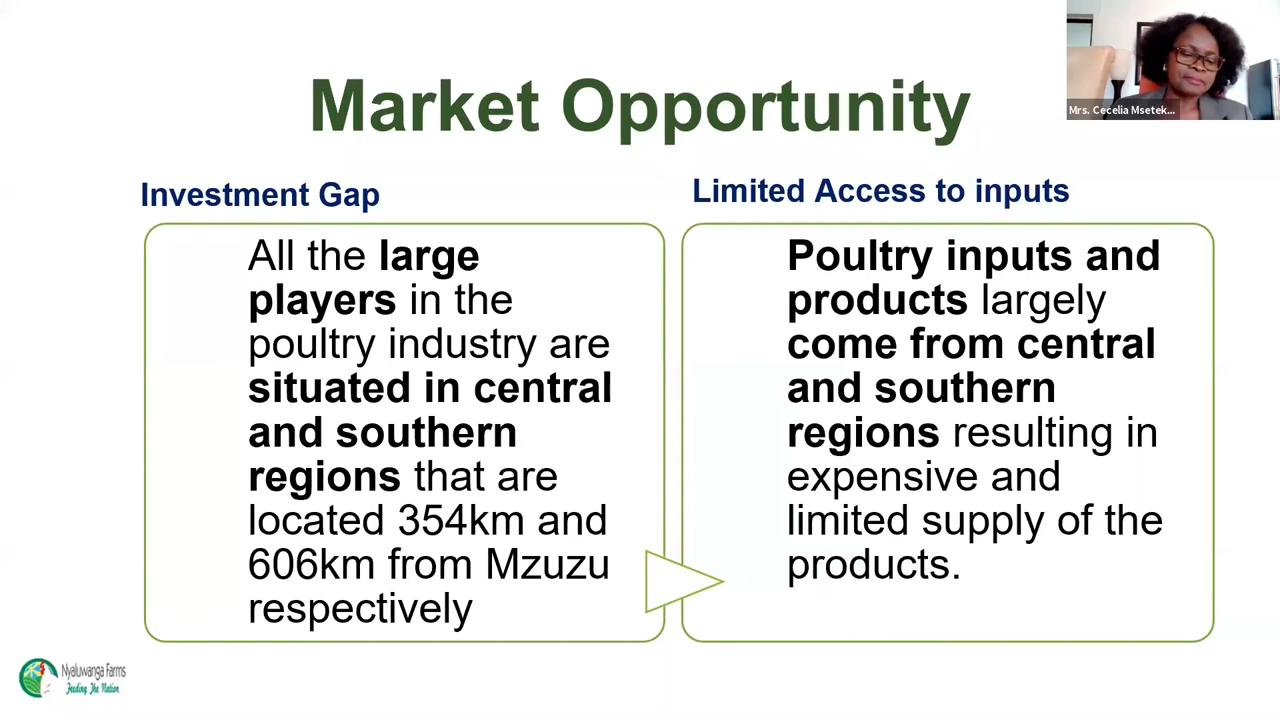 Market Opportunity
Mrs. Cecelia Msetek...
Investment Gap
All the large
players in the
poultry industry are
situated in central
and southern
regions that are
located 354km and
606km from Mzuzu
respectively
Limited Access to inputs
Poultry inputs and
products largely
come from central
and southern
regions resulting in
expensive and
limited supply of the
products.
Nyaluwanga Farms
Feeding The Nation